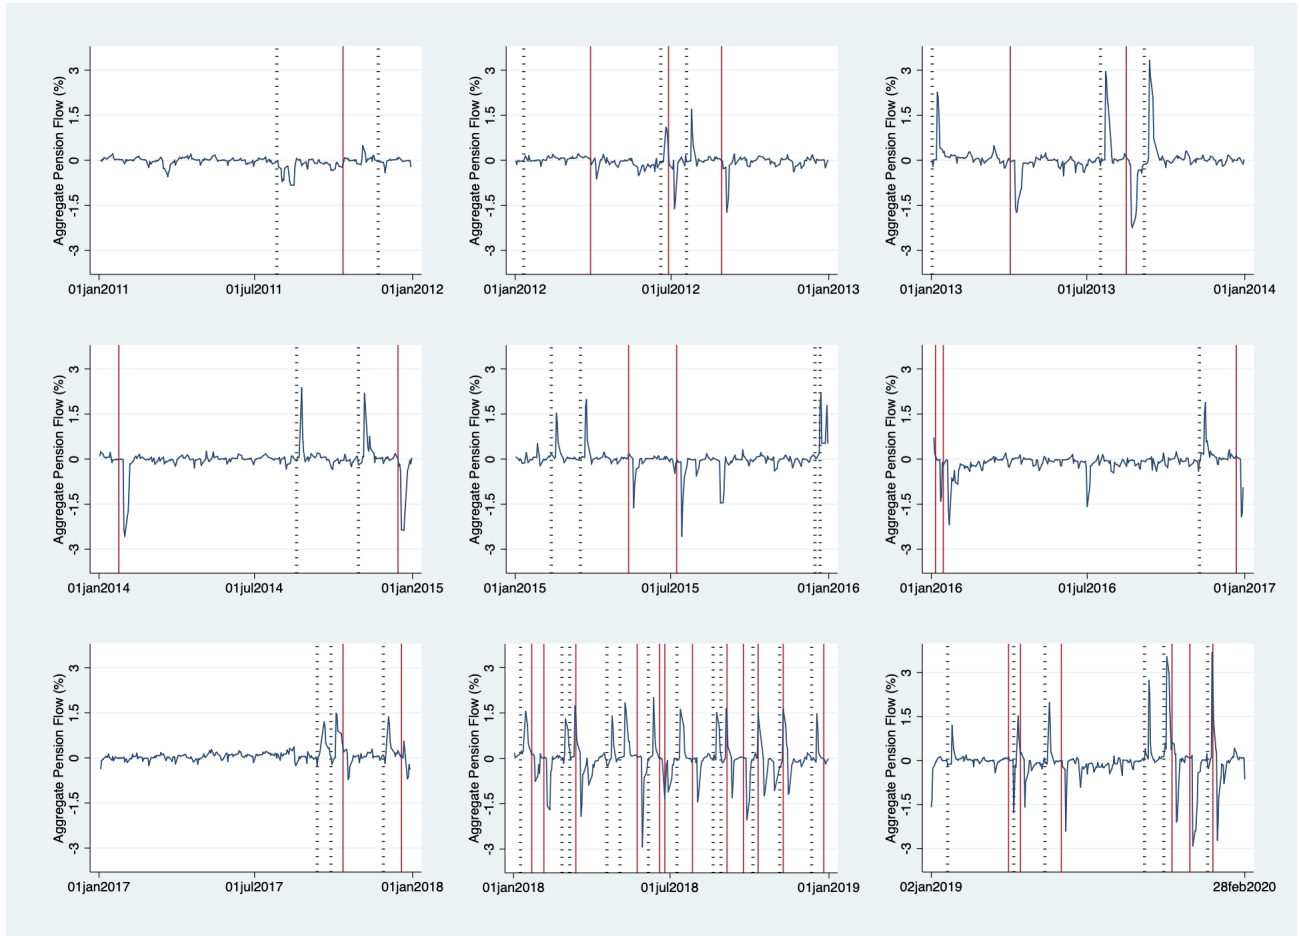 Aggregate Pension Flow (%)
3
1.5
0
-1.5
-3
01jan2011 01jul2011 01jan2012
Aggregate Pension Flow (%)
3
1.5
0
-1.5
-3
01jan2012 01jul2012 01jan2013
Aggregate Pension Flow (%)
3
1.5
0
-1.5
-3
01jan2013 01jul2013 01jan2014
Aggregate Pension Flow (%)
3
1.5
0
-1.5
-3
01jan2014 01jul2014 01jan2015
Aggregate Pension Flow (%)
3
1.5
0
-1.5
-3
01jan2015 01jul2015 01jan2016
Aggregate Pension Flow (%)
3
1.5
0
-1.5
-3
01jan2016 01jul2016 01jan2017
Aggregate Pension Flow (%)
3
1.5
0
-1.5
-3
01jan2017 01jul2017 01jan2018
Aggregate Pension Flow (%)
3
1.5
0
-1.5
-3
01jan2018 01jul2018 01jan2019
Aggregate Pension Flow (%)
3
1.5
0
-1.5
-3
02jan2019 28feb2020